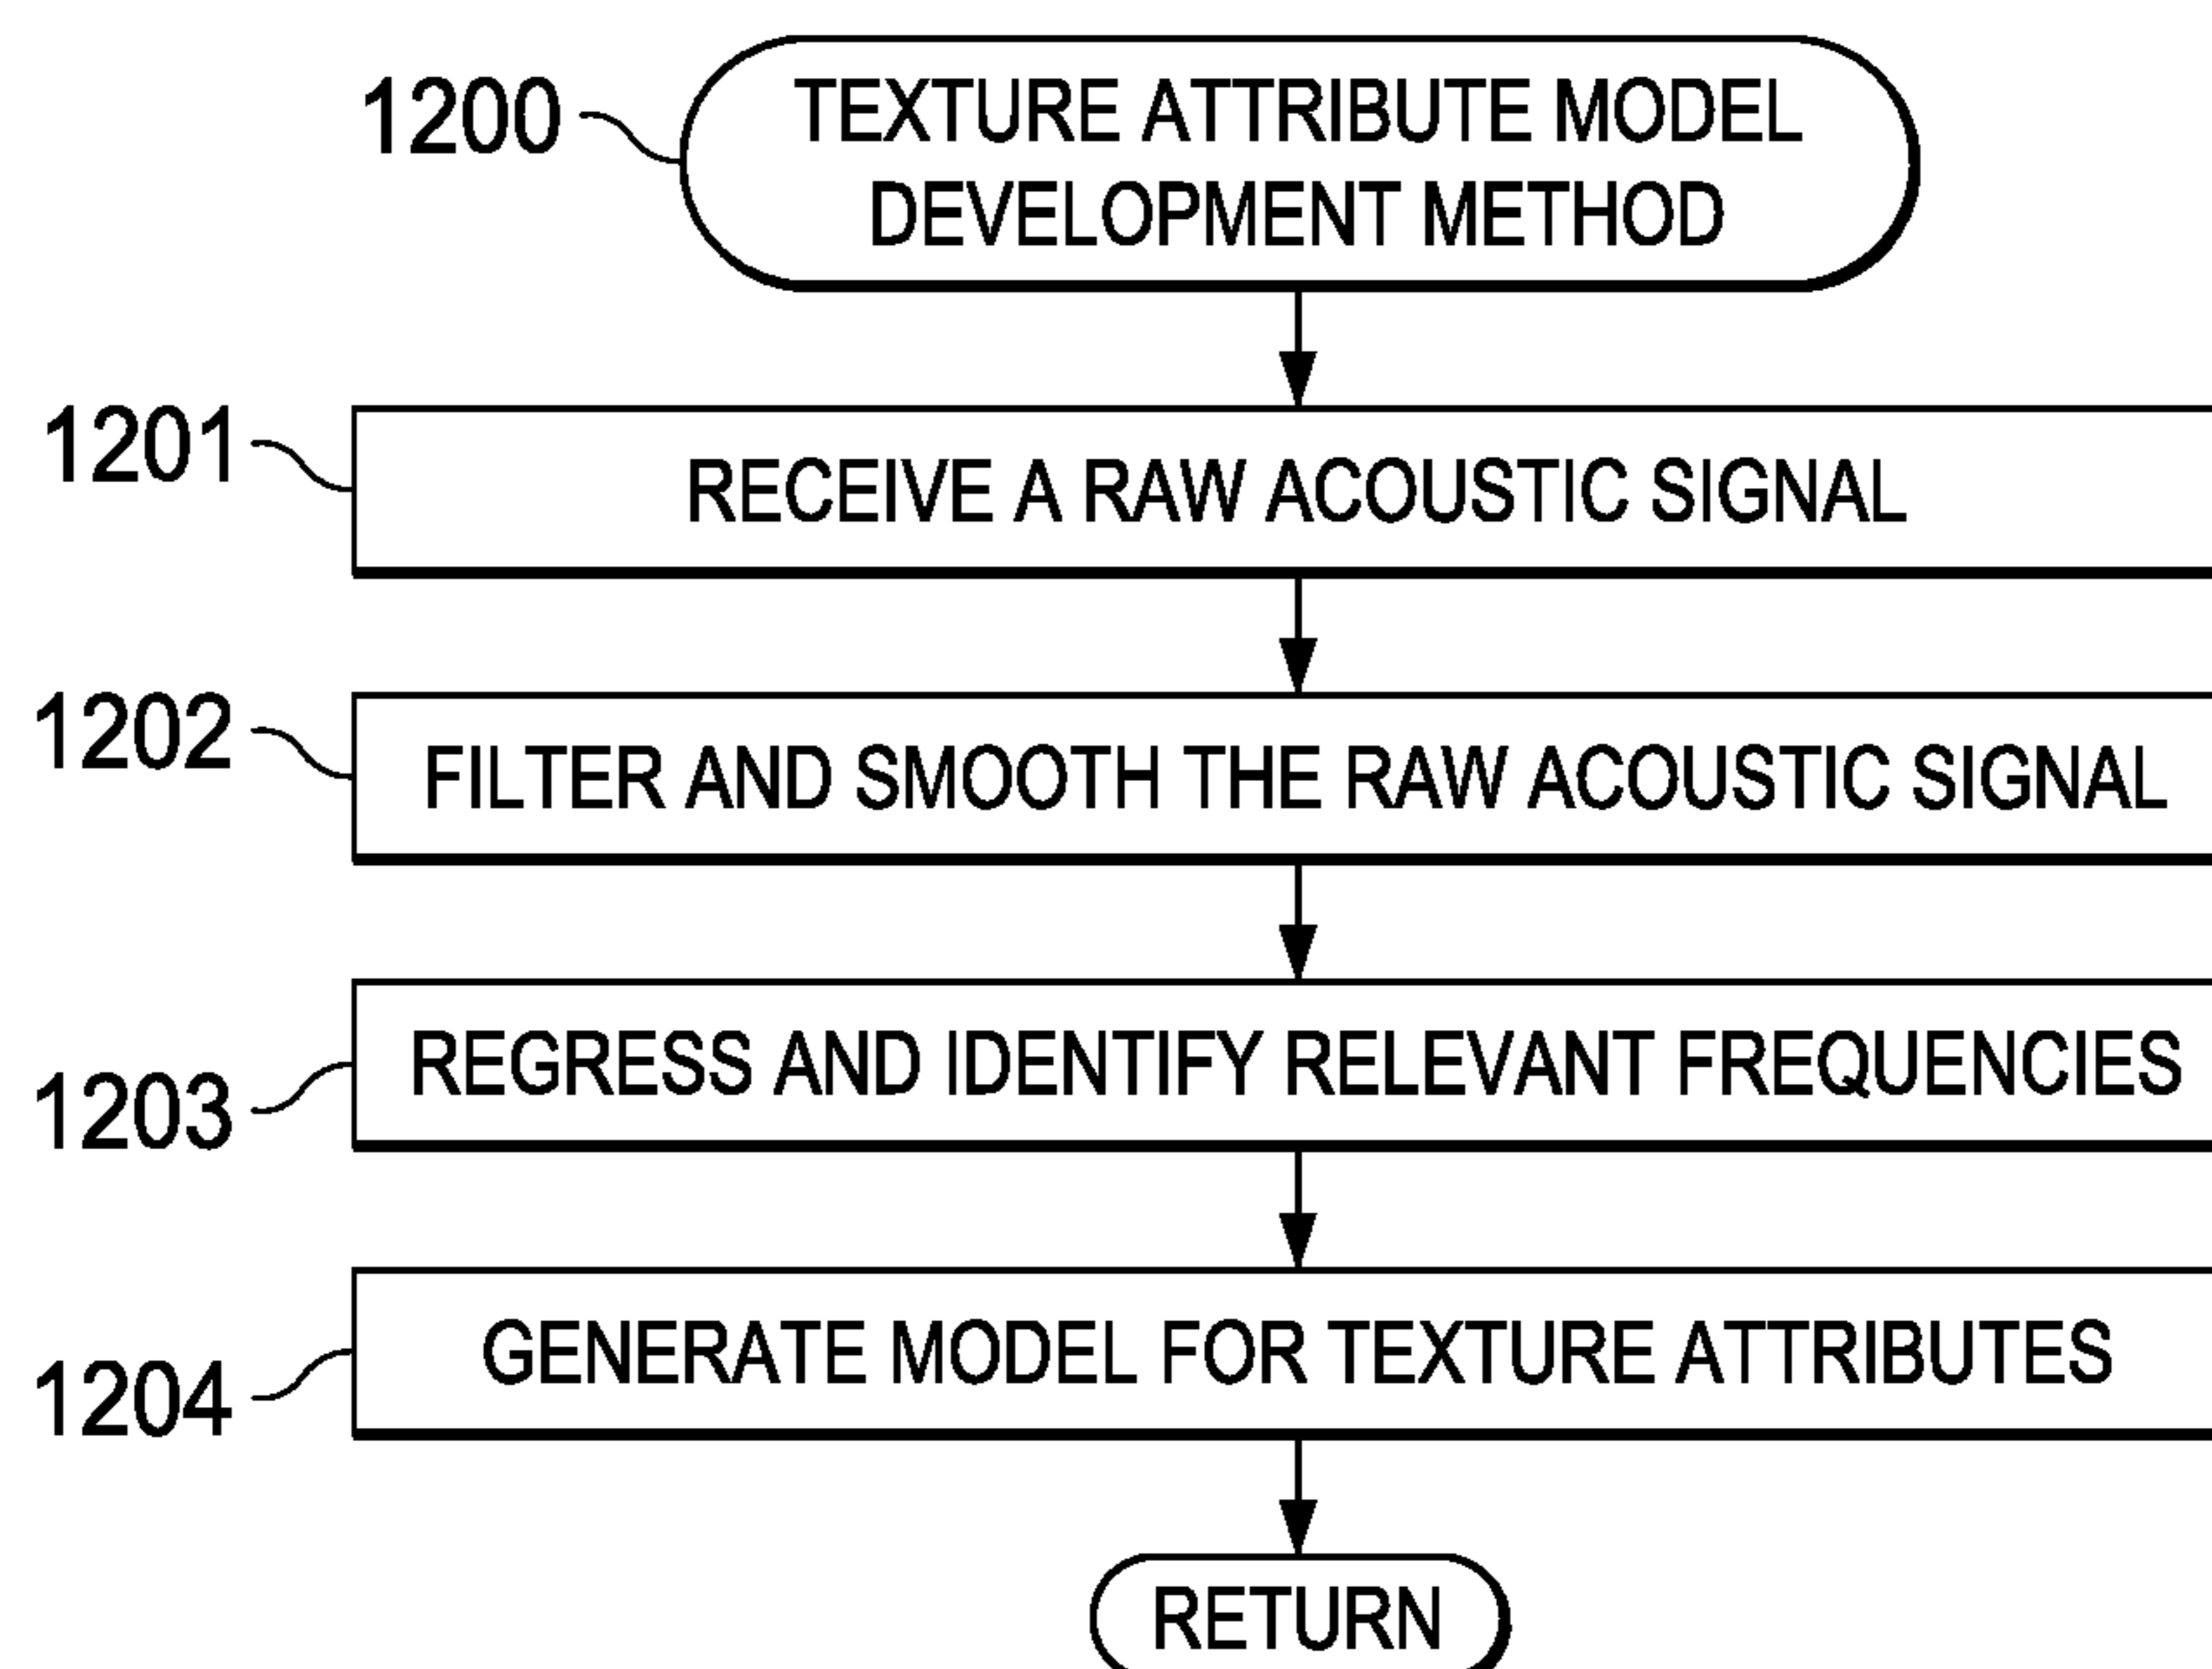 1200
TEXTURE ATTRIBUTE MODEL
DEVELOPMENT METHOD
1201
RECEIVE A RAW ACOUSTIC SIGNAL
1202
FILTER AND SMOOTH THE RAW ACOUSTIC SIGNAL
1203
REGRESS AND IDENTIFY RELEVANT FREQUENCIES
1204
GENERATE MODEL FOR TEXTURE ATTRIBUTES
RETURN